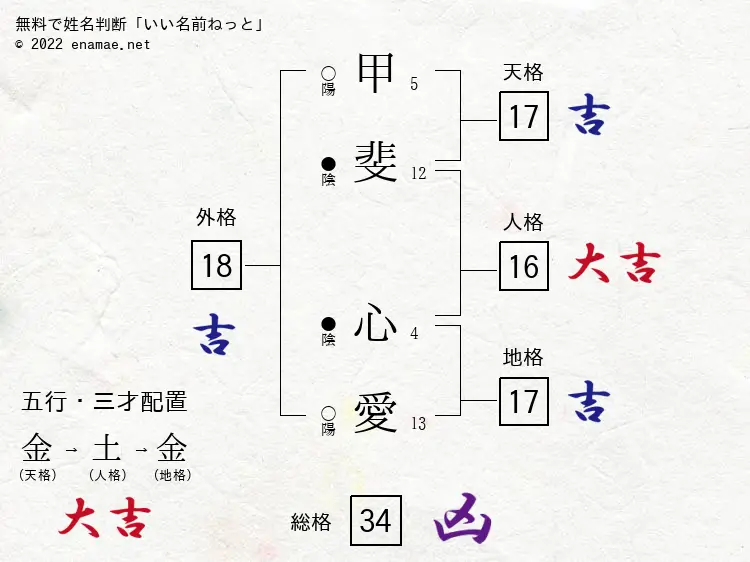 無料で姓名判断「いい名前ねっと」
© 2022 enamae.net
○陽 甲 5
●陰 斐 12
●陰 心 4
○陽 愛 13
天格
17 吉
人格
16 大吉
地格
17 吉
外格
18
吉
五行・三才配置
金→土→金
(天格) (人格) (地格)
大吉
総格 34 凶